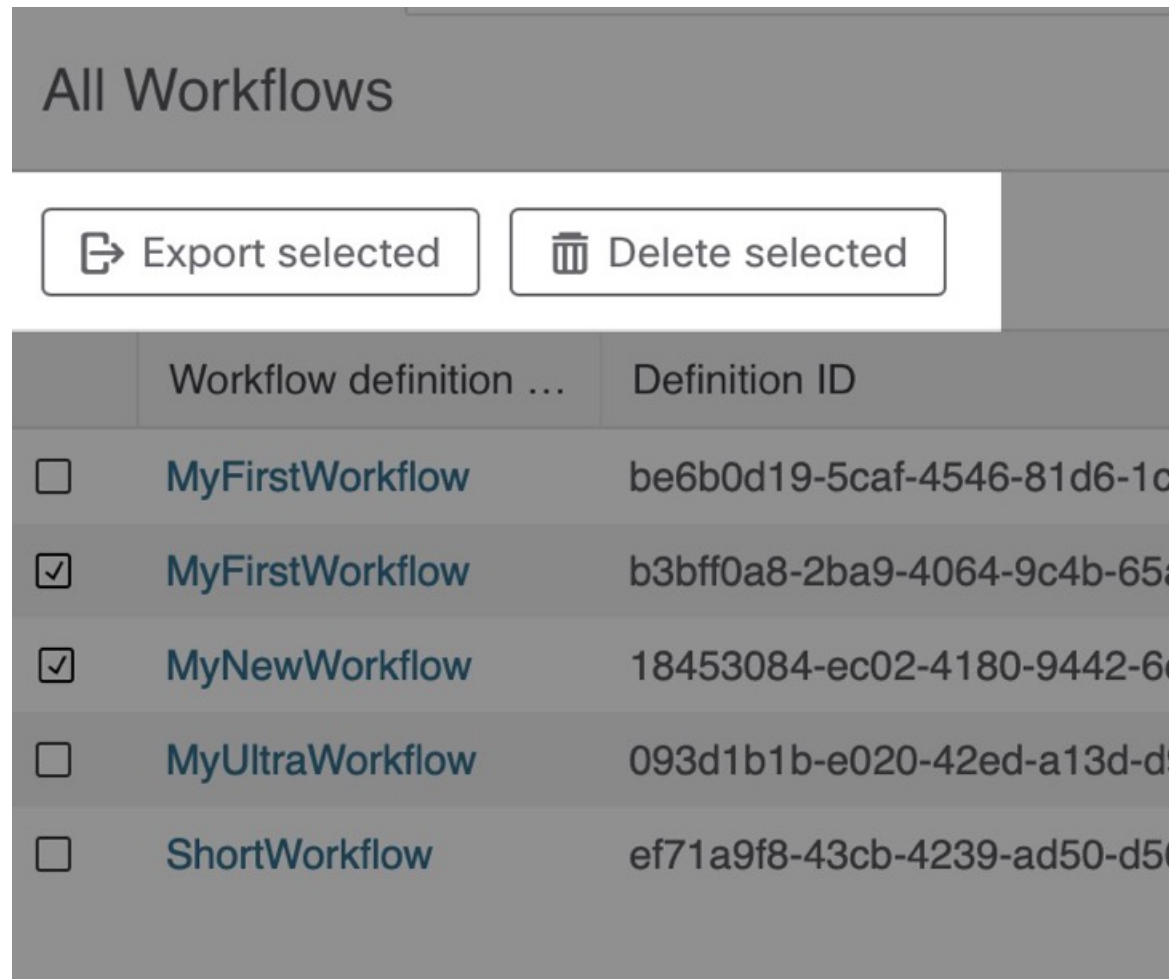 All Workflows
Export selected Delete selected
Workflow definition … Definition ID
MyFirstWorkflow be6b0d19-5caf-4546-81d6-1c
MyFirstWorkflow b3bff0a8-2ba9-4064-9c4b-65a
MyNewWorkflow 18453084-ec02-4180-9442-6
MyUltraWorkflow 093d1b1b-e020-42ed-a13d-d9
ShortWorkflow ef71a9f8-43cb-4239-ad50-d5